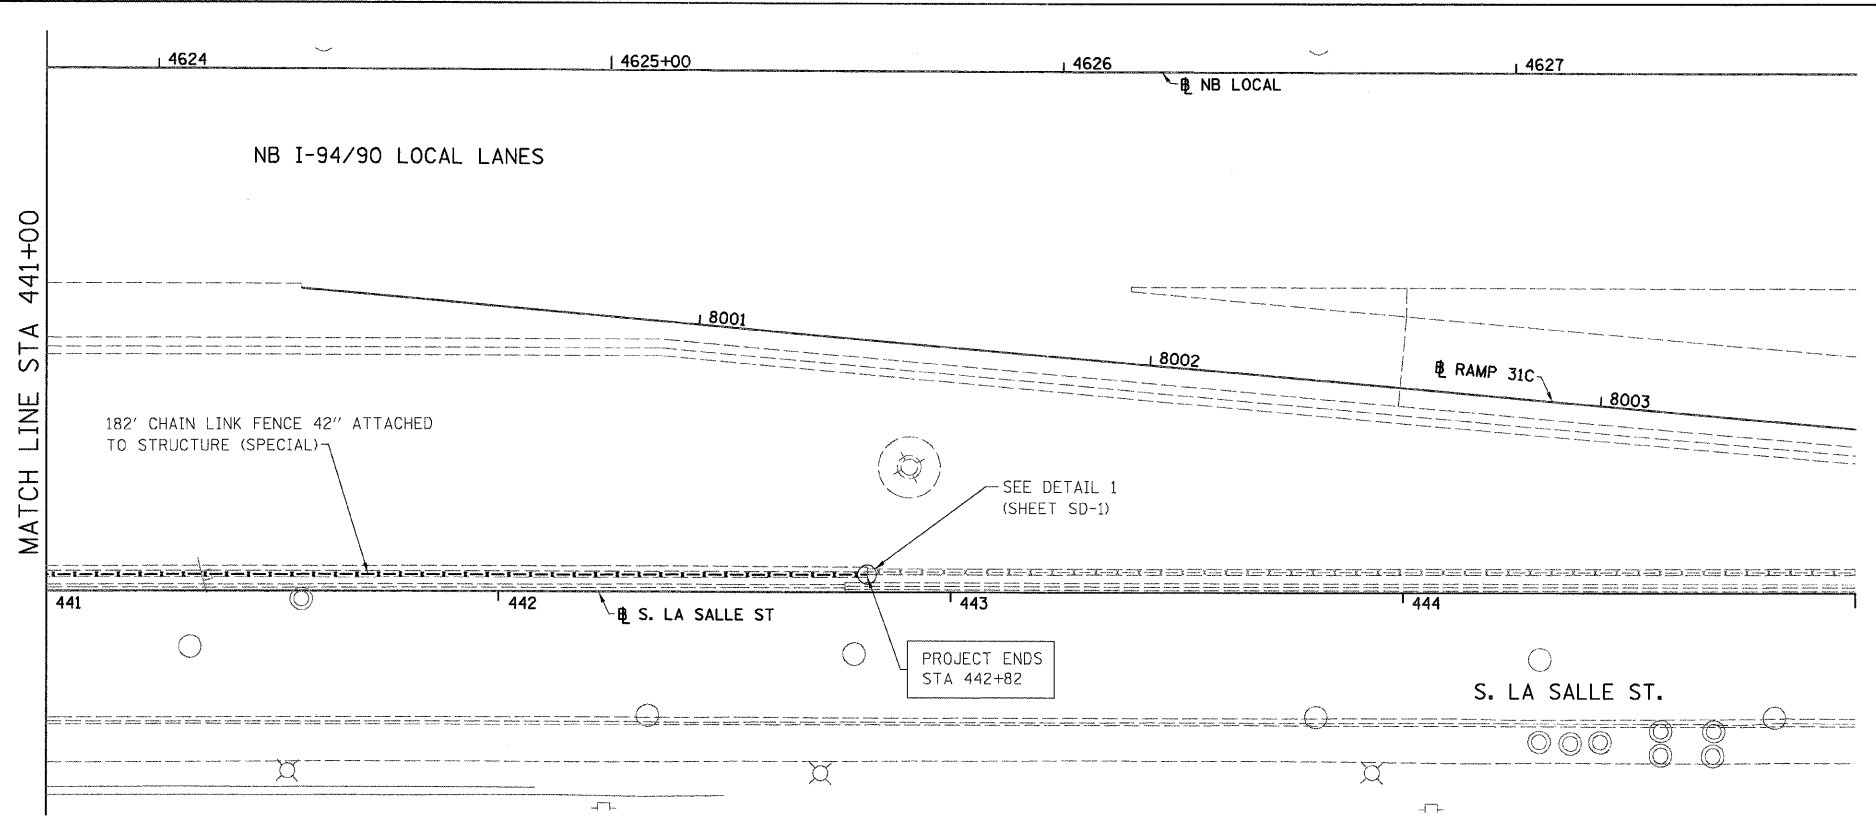 4624
4625+00
4626
4627
℄ NB LOCAL
NB I-94/90 LOCAL LANES
MATCH LINE STA 441+00
8001
8002
℄ RAMP 31C
8003
182' CHAIN LINK FENCE 42" ATTACHED
TO STRUCTURE (SPECIAL)
SEE DETAIL 1
(SHEET SD-1)
441
442
℄ S. LA SALLE ST
443
444
PROJECT ENDS
STA 442+82
S. LA SALLE ST.